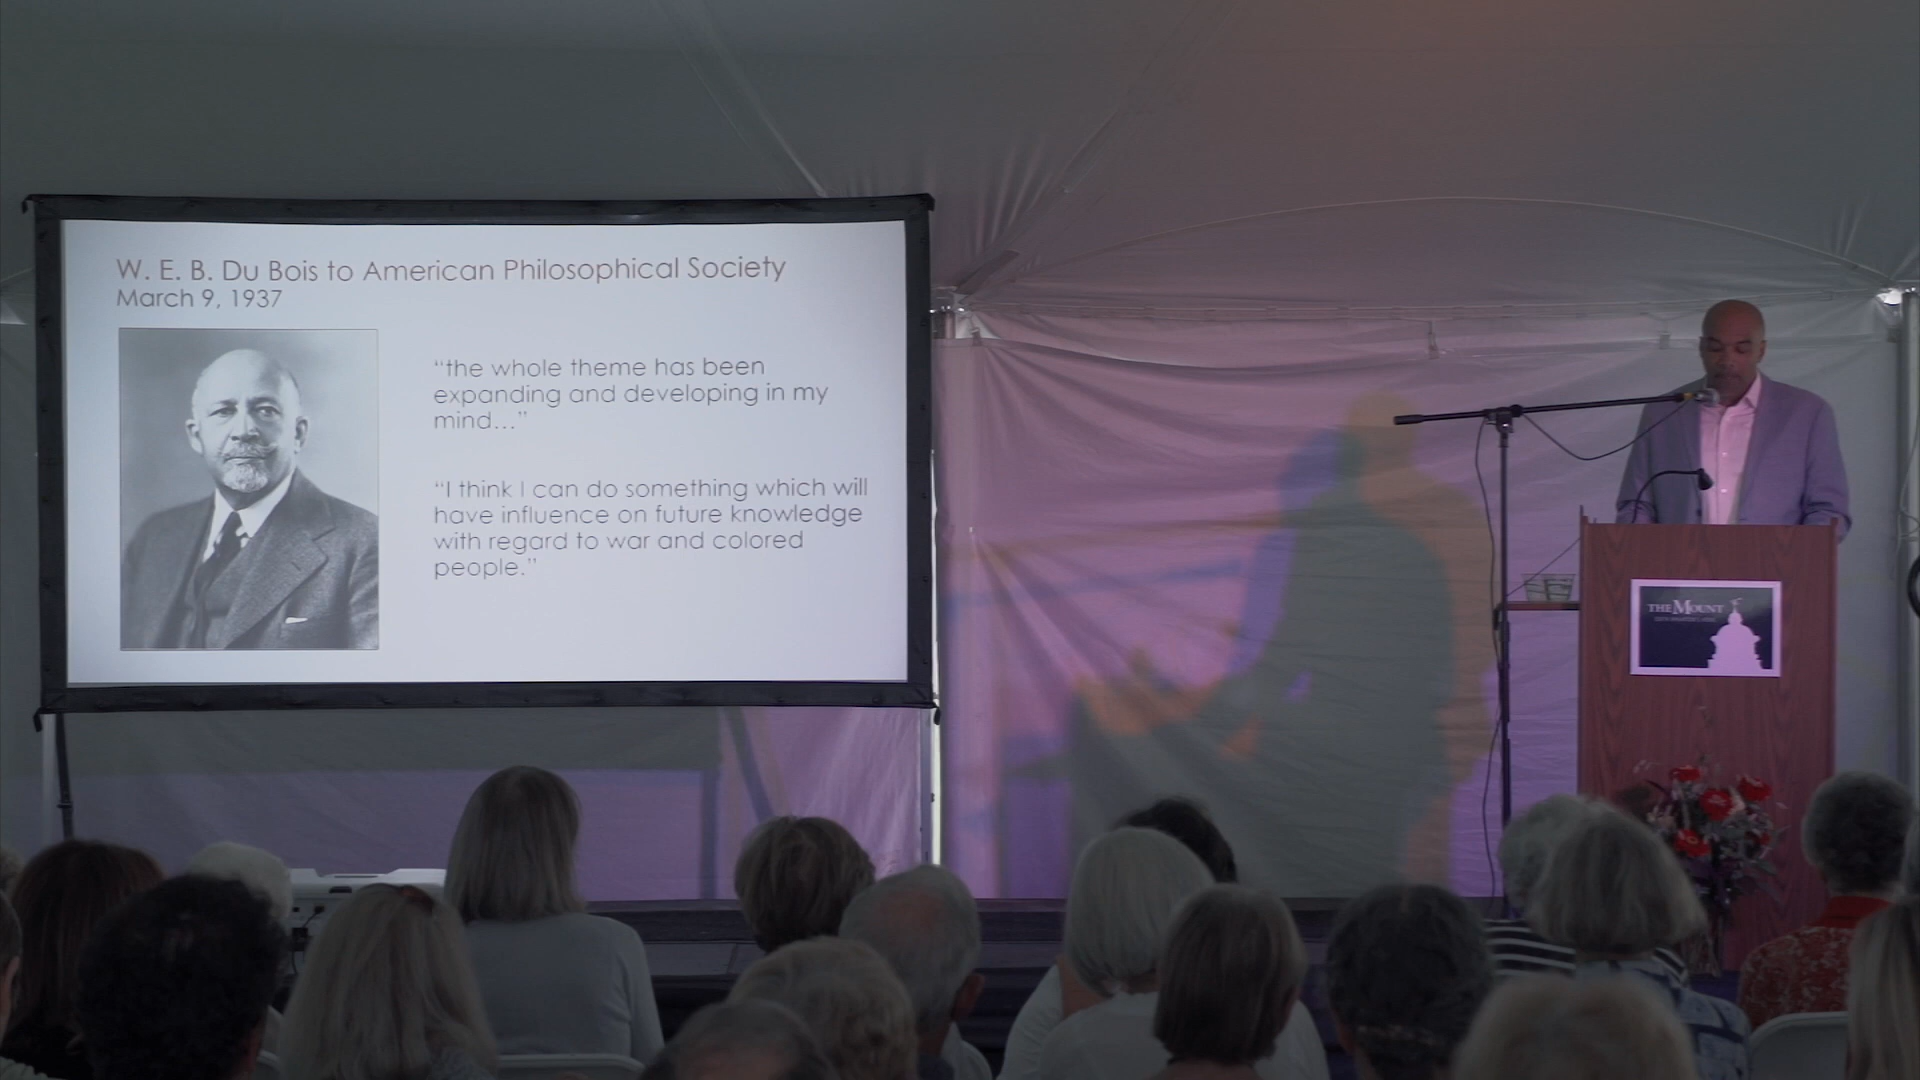 W. E. B. Du Bois to American Philosophical Society
March 9, 1937
“the whole theme has been
expanding and developing in my
mind...”
“I think I can do something which will
have influence on future knowledge
with regard to war and colored
people.”
THE MOUNT